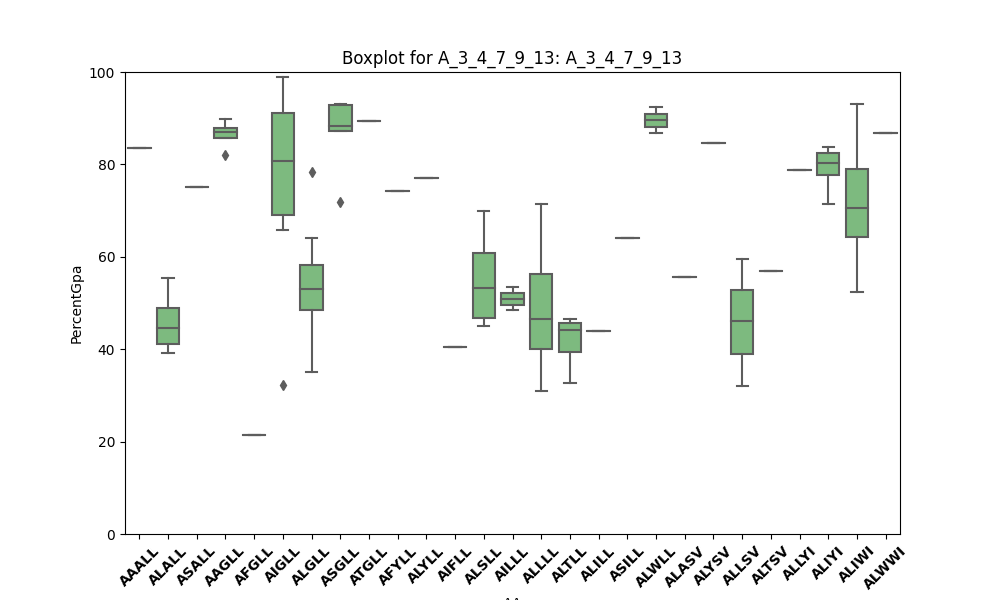 Boxplot for A_3_4_7_9_13: A_3_4_7_9_13
PercentGpa
100
80
60
40
20
0
AAALL
ALALL
ASALL
AAGLL
AFGLL
AIGLL
ALGLL
ASGLL
ATGLL
AFYLL
ALYLL
AIFLL
ALSLL
AILLL
ALLLL
ALTLL
ALILL
ASILL
ALWLL
ALASV
ALYSV
ALLSV
ALTSV
ALLYI
ALIYI
ALIWI
ALWWI